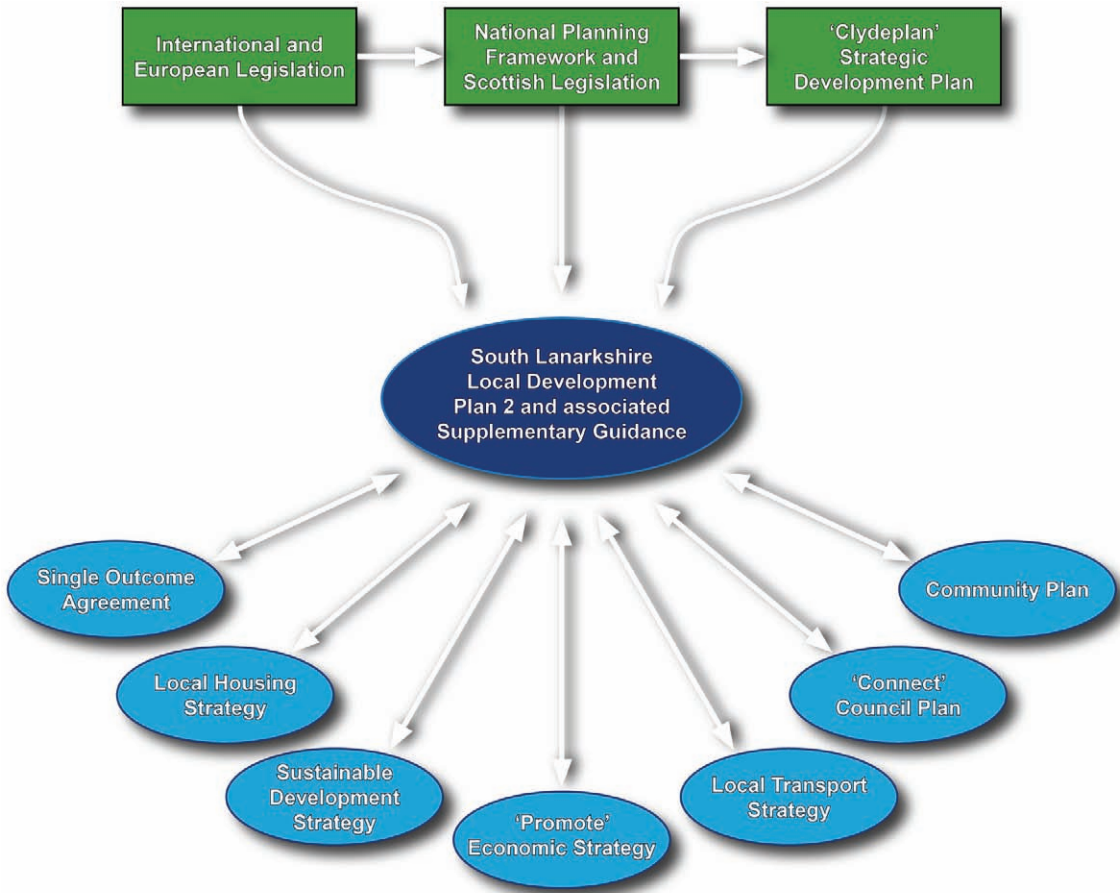 International and
European Legislation
National Planning
Framework and
Scottish Legislation
‘Clydeplan’
Strategic
Development Plan
South Lanarkshire
Local Development
Plan 2 and associated
Supplementary Guidance
Single Outcome
Agreement
Community Plan
Local Housing
Strategy
‘Connect’
Council Plan
Sustainable
Development
Strategy
Local Transport
Strategy
‘Promote’
Economic Strategy